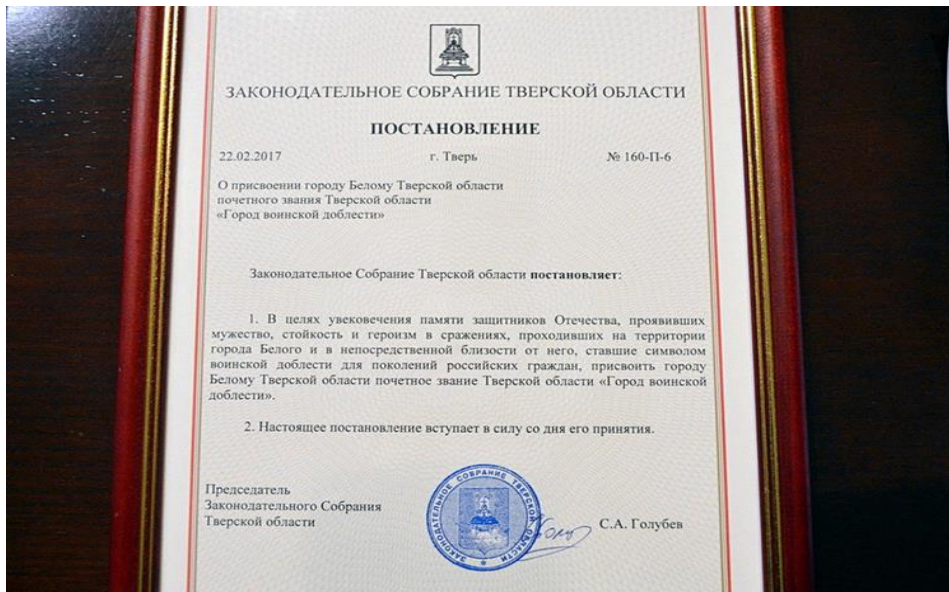 ЗАКОНОДАТЕЛЬНОЕ СОБРАНИЕ ТВЕРСКОЙ ОБЛАСТИ
ПОСТАНОВЛЕНИЕ
22.02.2017 г. Тверь № 160-П-6
О присвоении городу Белому Тверской области
почетного звания Тверской области
«Город воинской доблести»
Законодательное Собрание Тверской области постановляет:
1. В целях увековечения памяти защитников Отечества, проявивших
мужество, стойкость и героизм в сражениях, проходивших на территории
города Белого и в непосредственной близости от него, ставшие символом
воинской доблести для поколений российских граждан, присвоить городу
Белому Тверской области почетное звание Тверской области «Город воинской
доблести».
2. Настоящее постановление вступает в силу со дня его принятия.
Председатель
Законодательного Собрания
Тверской области
С.А. Голубев
ЗАКОНОДАТЕЛЬНОЕ СОБРАНИЕ ТВЕРСКОЙ ОБЛАСТИ